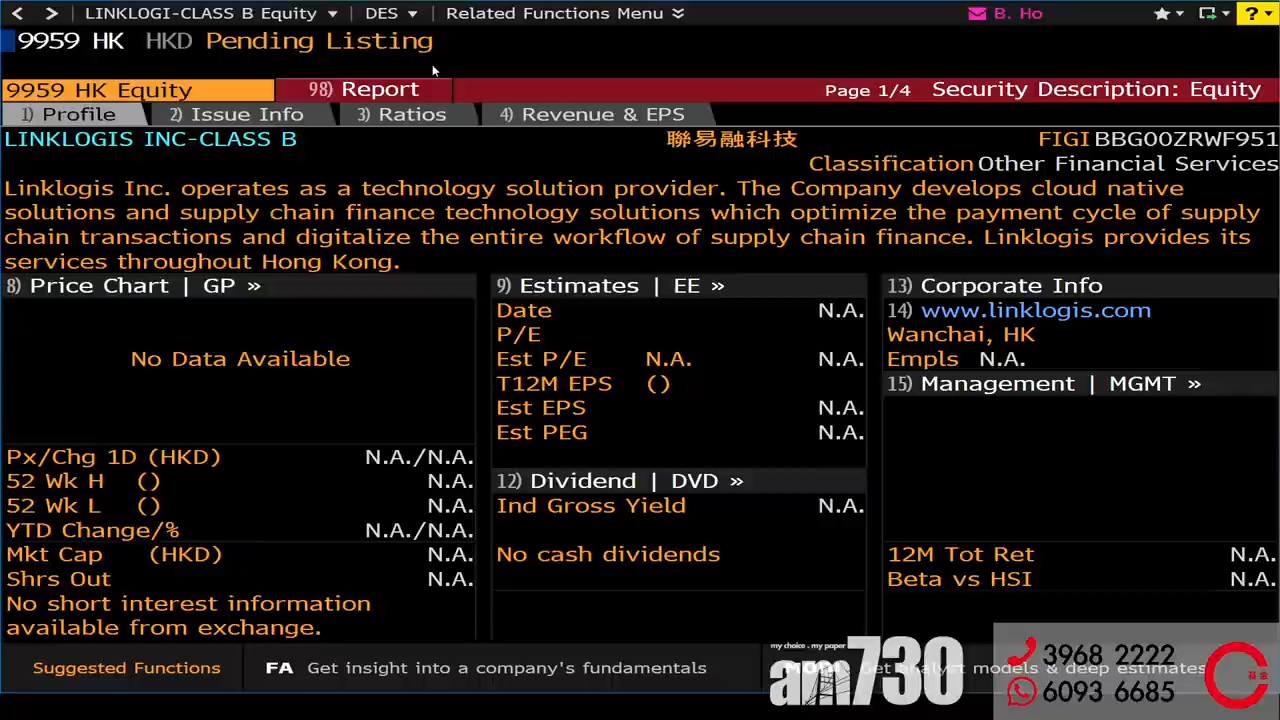 LINKLOGI-CLASS B Equity DES Related Functions Menu B. Ho ?
9959 HK HKD Pending Listing
9959 HK Equity 98) Report Page 1/4 Security Description: Equity
1) Profile 2) Issue Info 3) Ratios 4) Revenue & EPS
LINKLOGIS INC-CLASS B 聯易融科技 FIGI BBG00ZRWF951
Classification Other Financial Services
Linklogis Inc. operates as a technology solution provider. The Company develops cloud native
solutions and supply chain finance technology solutions which optimize the payment cycle of supply
chain transactions and digitalize the entire workflow of supply chain finance. Linklogis provides its
services throughout Hong Kong.
8) Price Chart | GP »
No Data Available
Px/Chg 1D (HKD) N.A./N.A.
52 Wk H () N.A.
52 Wk L () N.A.
YTD Change/% N.A./N.A.
Mkt Cap (HKD) N.A.
Shrs Out N.A.
No short interest information
available from exchange.
9) Estimates | EE »
Date N.A.
P/E
Est P/E N.A. N.A.
T12M EPS ()
Est EPS N.A.
Est PEG N.A.
12) Dividend | DVD »
Ind Gross Yield N.A.
No cash dividends
13) Corporate Info
14) www.linklogis.com
Wanchai, HK
Empls N.A.
15) Management | MGMT »
12M Tot Ret N.A.
Beta vs HSI N.A.
Suggested Functions FA Get insight into a company's fundamentals MODL Get analyst models & deep estimates
my choice . my paper
am730
3968 2222
6093 6685
基金